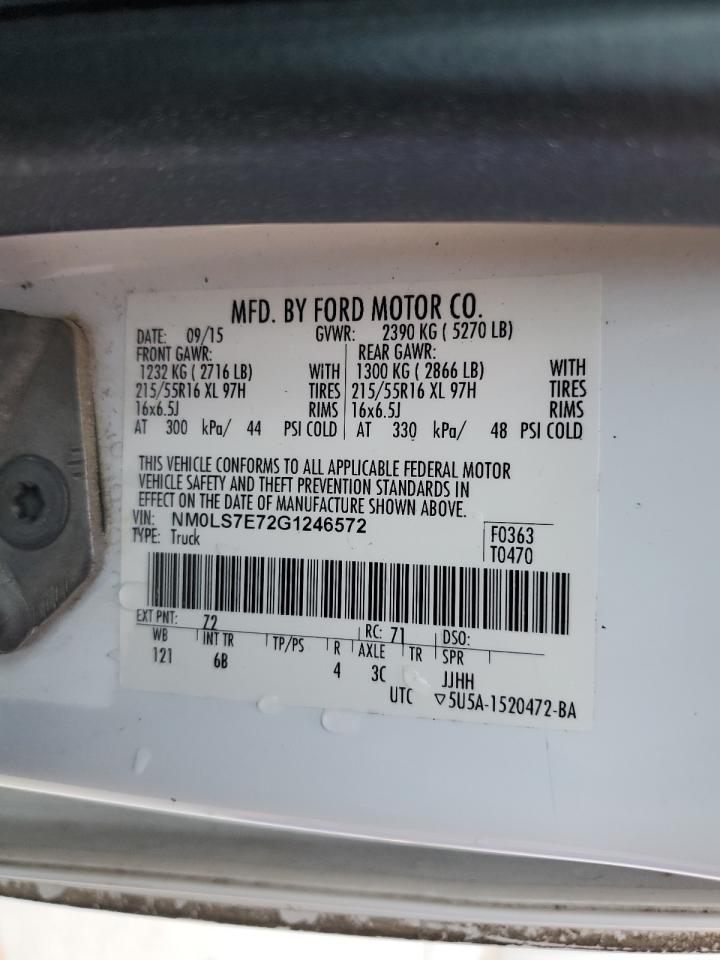 MFD. BY FORD MOTOR CO.
DATE: 09/15 GVWR: 2390 KG ( 5270 LB)
FRONT GAWR: REAR GAWR:
1232 KG ( 2716 LB) WITH 1300 KG ( 2866 LB) WITH
215/55R16 XL 97H TIRES 215/55R16 XL 97H TIRES
16x6.5J RIMS 16x6.5J RIMS
AT 300 kPa/ 44 PSI COLD AT 330 kPa/ 48 PSI COLD
THIS VEHICLE CONFORMS TO ALL APPLICABLE FEDERAL MOTOR
VEHICLE SAFETY AND THEFT PREVENTION STANDARDS IN
EFFECT ON THE DATE OF MANUFACTURE SHOWN ABOVE.
VIN: NM0LS7E72G1246572 F0363
TYPE: Truck T0470
EXT PNT: 72 RC: 71 DSO:
WB INT TR TP/PS R AXLE TR SPR
121 6B 4 3C JJHH
UTC ▽5U5A-1520472-BA